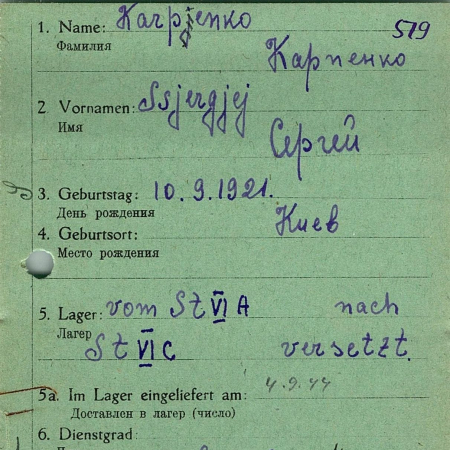 1. Name: Karpjenko 519
Фамилия Карпенко
2. Vornamen: Ssjergjej
Имя Сергей
3. Geburtstag: 10.9.1921.
День рождения
4. Geburtsort: Киев
Место рождения
5. Lager: vom St VI A nach
Лагерь
St VI C versetzt.
5a. Im Lager eingeliefert am: 4.9.44
Доставлен в лагерь (число)
6. Dienstgrad: